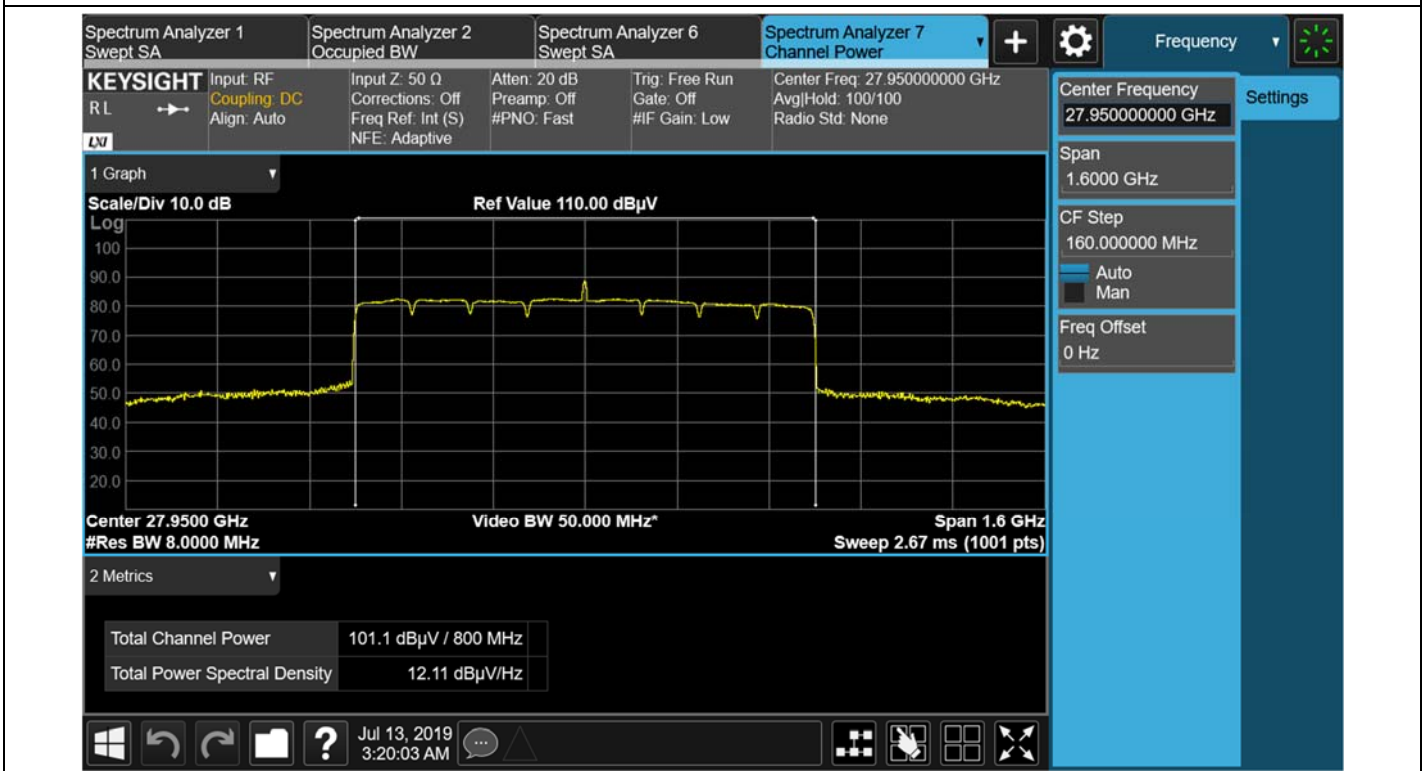 Spectrum Analyzer 1
Swept SA
Spectrum Analyzer 2
Occupied BW
Spectrum Analyzer 6
Swept SA
Spectrum Analyzer 7
Channel Power
+
Frequency
KEYSIGHT
RL
LXI
Input: RF
Coupling: DC
Align: Auto
Input Z: 50 Ω
Corrections: Off
Freq Ref: Int (S)
NFE: Adaptive
Atten: 20 dB
Preamp: Off
#PNO: Fast
Trig: Free Run
Gate: Off
#IF Gain: Low
Center Freq: 27.950000000 GHz
Avg|Hold: 100/100
Radio Std: None
Center Frequency
27.950000000 GHz
Settings
Span
1.6000 GHz
CF Step
160.000000 MHz
Auto
Man
Freq Offset
0 Hz
1 Graph
Scale/Div 10.0 dB
Ref Value 110.00 dBµV
Log
100
90.0
80.0
70.0
60.0
50.0
40.0
30.0
20.0
Center 27.9500 GHz
Video BW 50.000 MHz*
Span 1.6 GHz
#Res BW 8.0000 MHz
Sweep 2.67 ms (1001 pts)
2 Metrics
Total Channel Power 101.1 dBµV / 800 MHz
Total Power Spectral Density 12.11 dBµV/Hz
?
Jul 13, 2019
3:20:03 AM